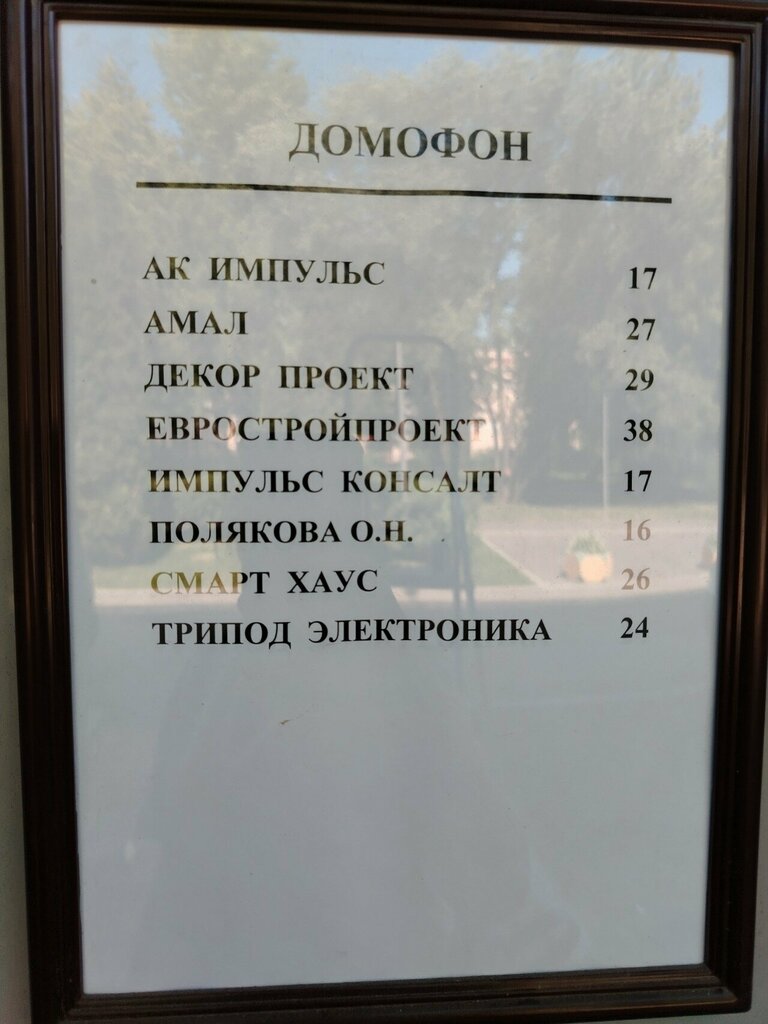 ДОМОФОН
АК ИМПУЛЬС 17
АМАЛ 27
ДЕКОР ПРОЕКТ 29
ЕВРОСТРОЙПРОЕКТ 38
ИМПУЛЬС КОНСАЛТ 17
ПОЛЯКОВА О.Н. 16
СМАРТ ХАУС 26
ТРИПОД ЭЛЕКТРОНИКА 24